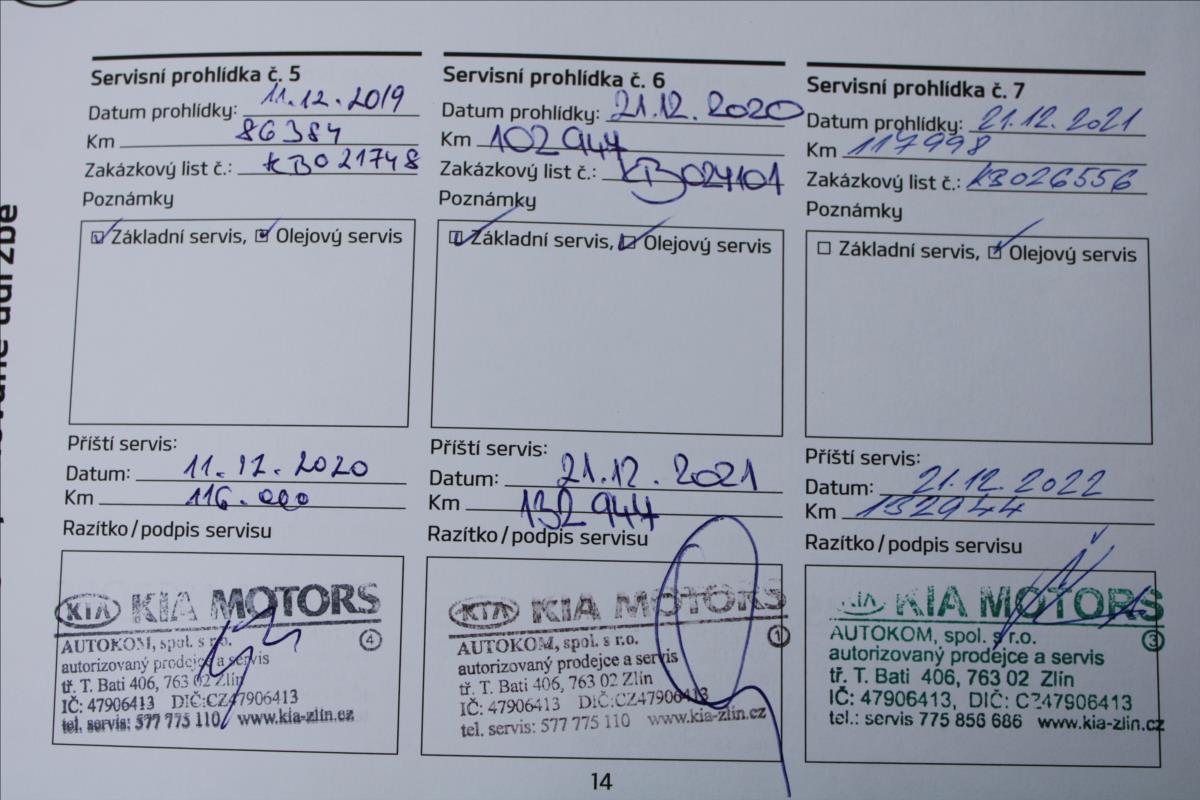 Servisní prohlídka č. 5
Datum prohlídky: 11.12.2019
Km 86384
Zakázkový list č.: KB021748
Poznámky
Základní servis, Olejový servis
Příští servis:
Datum: 11.12.2020
Km 116.000
Razítko/podpis servisu
KIA KIA MOTORS
AUTOKOM, spol. s r.o. 4
autorizovaný prodejce a servis
tř. T. Bati 406, 763 02 Zlín
IČ: 47906413 DIČ:CZ47906413
tel. servis: 577 775 110 www.kia-zlin.cz
Servisní prohlídka č. 6
Datum prohlídky: 21.12.2020
Km 102944
Zakázkový list č.: KB024101
Poznámky
Základní servis, Olejový servis
Příští servis:
Datum: 21.12.2021
Km 132944
Razítko/podpis servisu
KIA KIA MOTORS
AUTOKOM, spol. s r.o. 1
autorizovaný prodejce a servis
tř. T. Bati 406, 763 02 Zlín
IČ: 47906413 DIČ:CZ47906413
tel. servis: 577 775 110 www.kia-zlin.cz
Servisní prohlídka č. 7
Datum prohlídky: 21.12.2021
Km 117998
Zakázkový list č.: KB026556
Poznámky
Základní servis, Olejový servis
Příští servis:
Datum: 21.12.2022
Km 132944
Razítko/podpis servisu
KIA KIA MOTORS
AUTOKOM, spol. s r.o. 3
autorizovaný prodejce a servis
tř. T. Bati 406, 763 02 Zlín
IČ: 47906413, DIČ: CZ47906413
tel.: servis 775 856 686 www.kia-zlin.cz
14